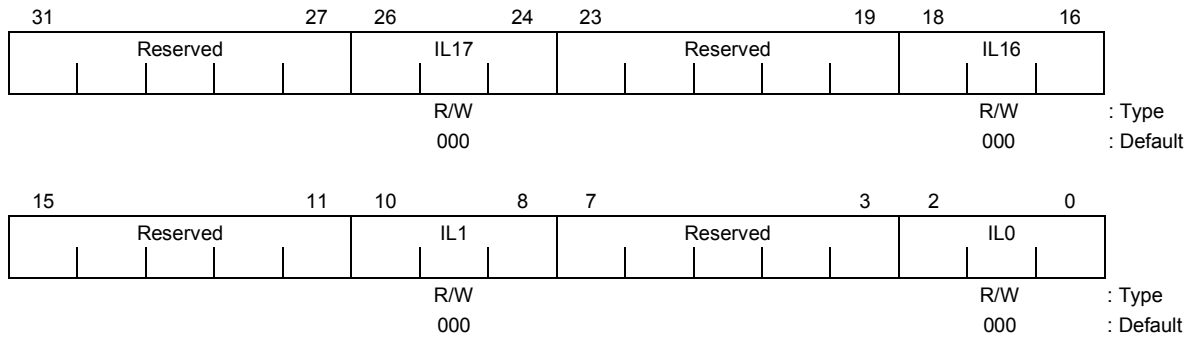 31 27 26 24 23 19 18 16
Reserved IL17 Reserved IL16
R/W R/W : Type
000 000 : Default
15 11 10 8 7 3 2 0
Reserved IL1 Reserved IL0
R/W R/W : Type
000 000 : Default